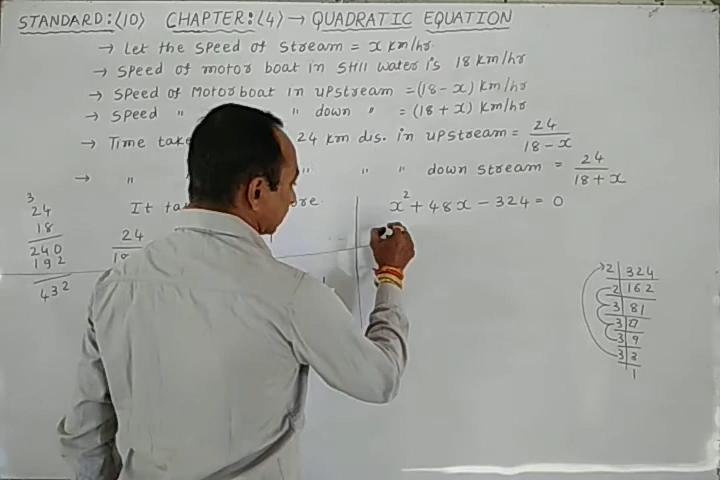 STANDARD:⟨10⟩ CHAPTER:⟨4⟩ → QUADRATIC EQUATION
→ Let the speed of stream = x km/hr.
→ speed of motor boat in still water is 18 km/hr
→ speed of Motor boat in upstream = (18 - x) km/hr
→ speed " " down " = (18 + x) km/hr
→ Time take 24 km dis. in upstream = 24/18 - x
→ " " " " down stream = 24/18 + x
It ta ore.
24
x² + 48x - 324 = 0
3
24
18
240
192
432
2 | 324
2 | 162
3 | 81
3 | 27
3 | 9
3 | 3
1